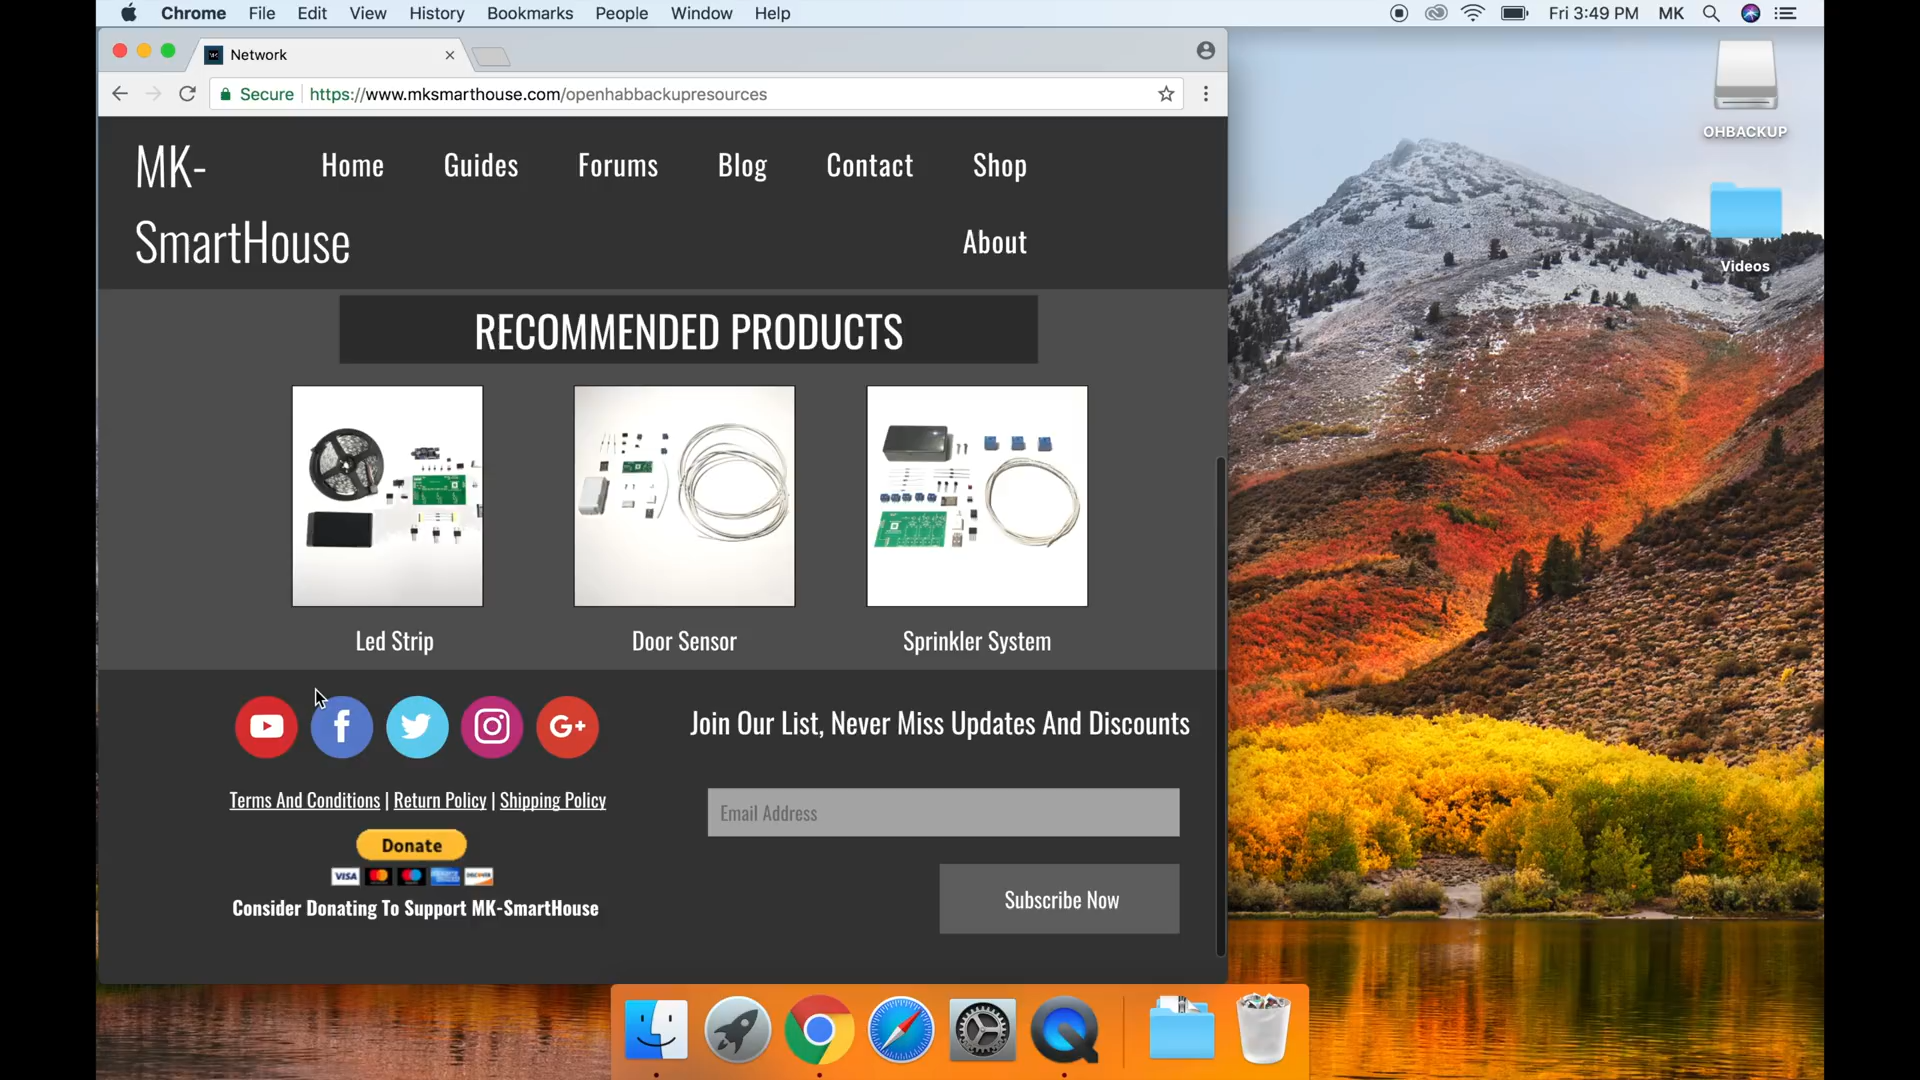 Chrome File Edit View History Bookmarks People Window Help Fri 3:49 PM MK
Network
Secure https://www.mksmarthouse.com/openhabbackupresources
OHBACKUP
Videos
MK-
SmartHouse
Home Guides Forums Blog Contact Shop
About
RECOMMENDED PRODUCTS
Led Strip Door Sensor Sprinkler System
Join Our List, Never Miss Updates And Discounts
Terms And Conditions | Return Policy | Shipping Policy
Email Address
Donate
VISA
Consider Donating To Support MK-SmartHouse
Subscribe Now